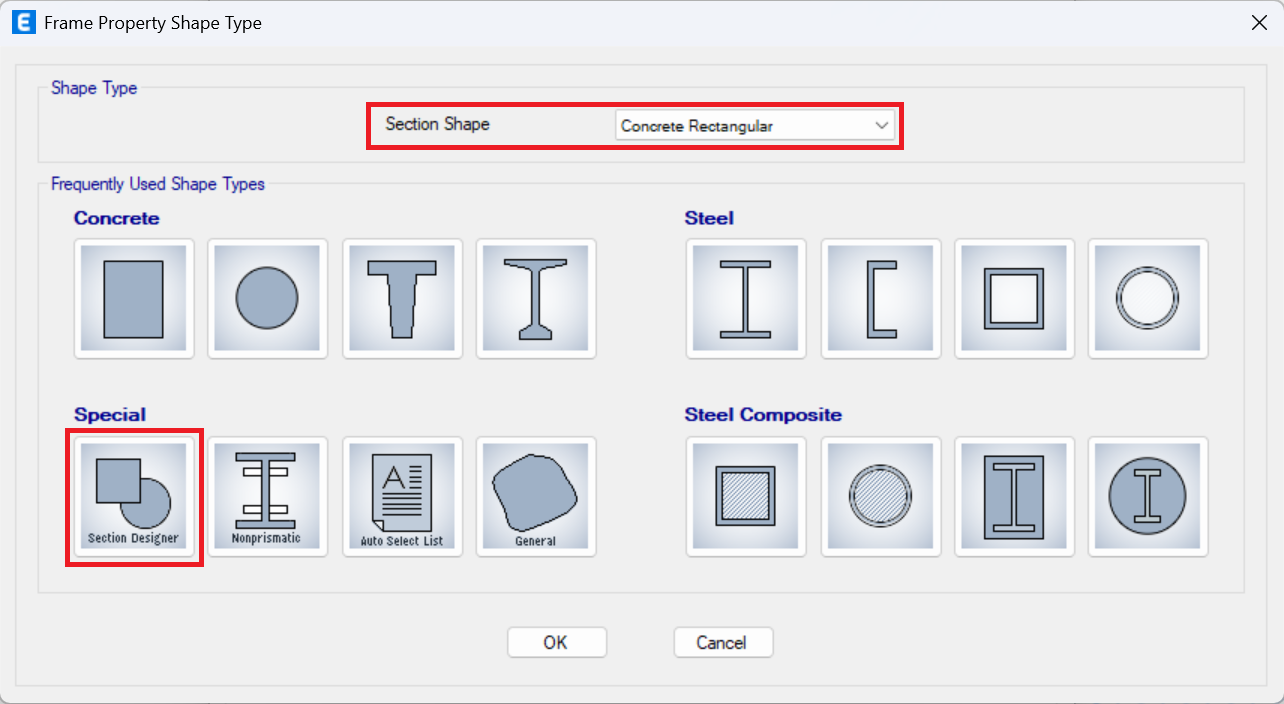 Frame Property Shape Type
Shape Type
Section Shape Concrete Rectangular
Frequently Used Shape Types
Concrete Steel
Special Steel Composite
A
Section Designer Nonprismatic Auto Select List General
OK Cancel